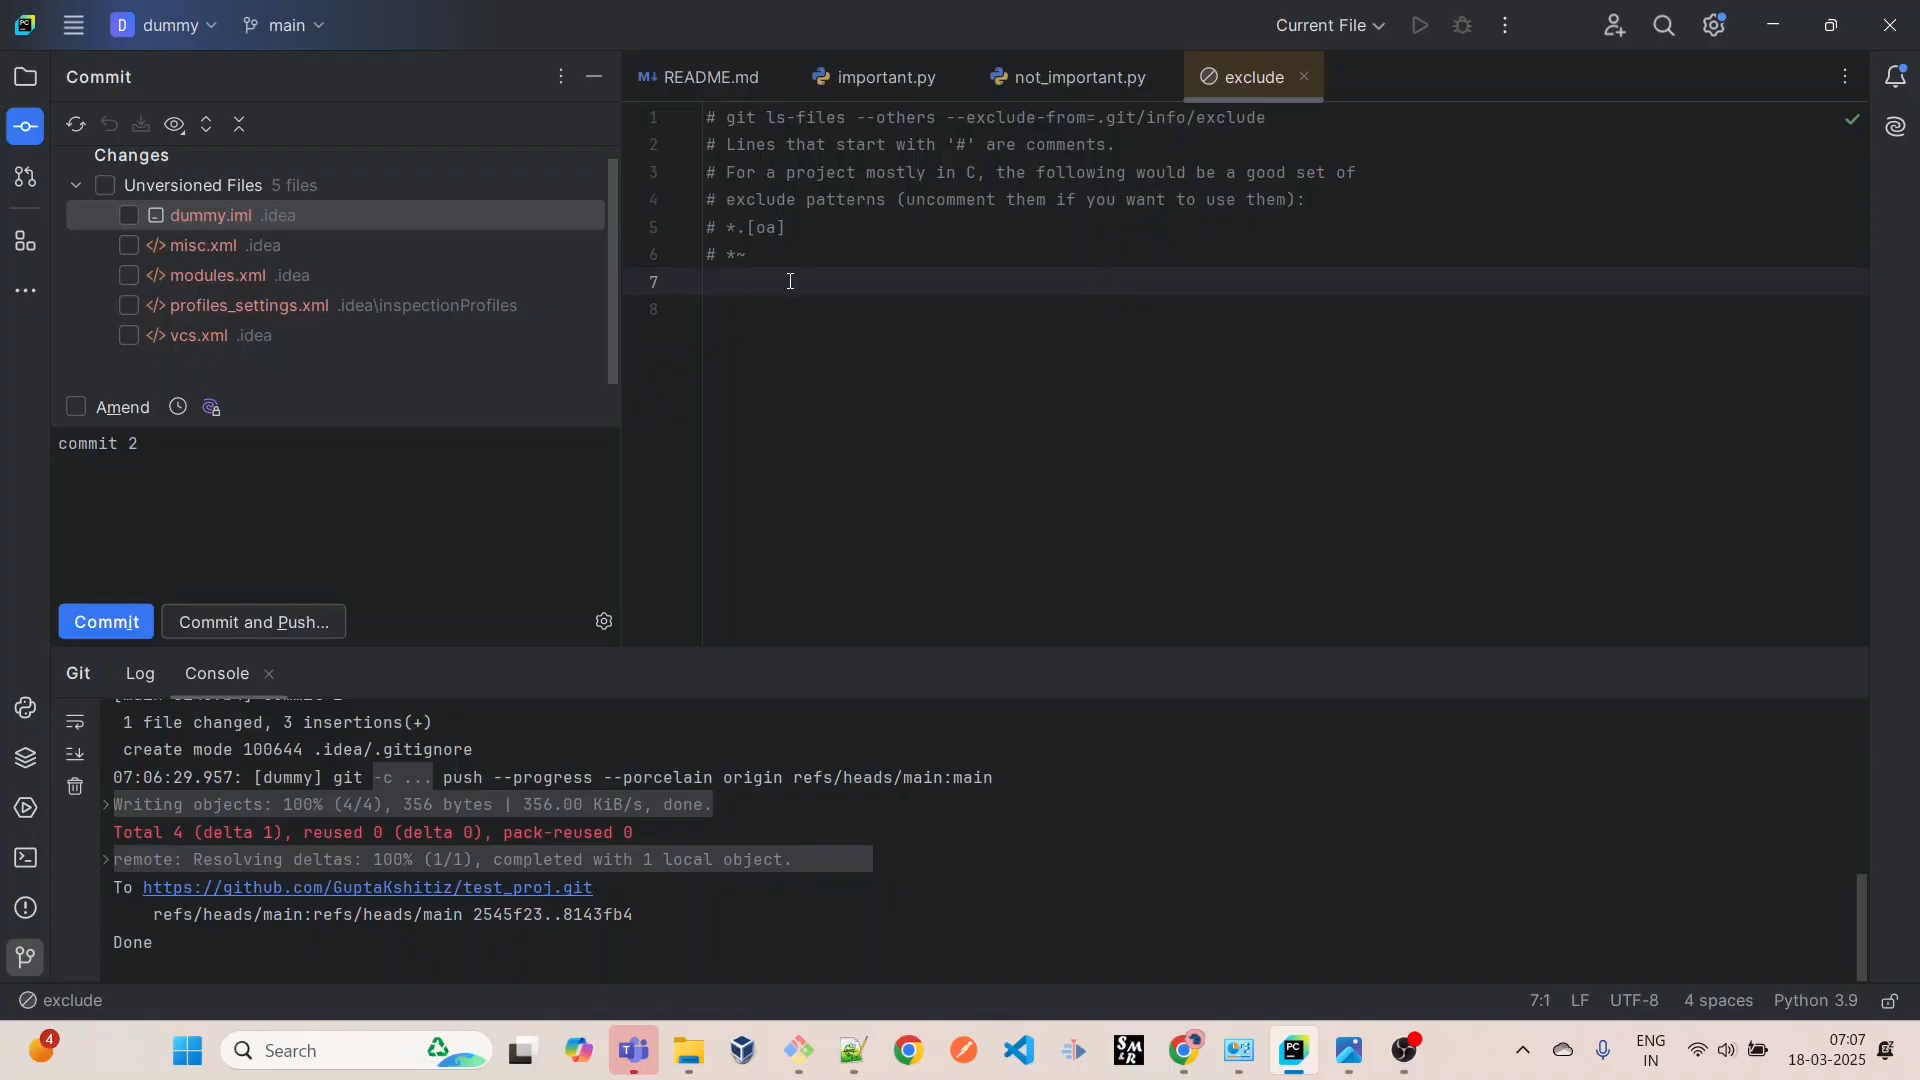 D dummy main Current File
Commit
README.md important.py not_important.py exclude
Changes
Unversioned Files 5 files
dummy.iml .idea
misc.xml .idea
modules.xml .idea
profiles_settings.xml .idea\inspectionProfiles
vcs.xml .idea
Amend
commit 2
Commit Commit and Push...
1 # git ls-files --others --exclude-from=.git/info/exclude
2 # Lines that start with '#' are comments.
3 # For a project mostly in C, the following would be a good set of
4 # exclude patterns (uncomment them if you want to use them):
5 # *.[oa]
6 # *~
7
8
Git Log Console
1 file changed, 3 insertions(+)
create mode 100644 .idea/.gitignore
07:06:29.957: [dummy] git -c ... push --progress --porcelain origin refs/heads/main:main
Writing objects: 100% (4/4), 356 bytes | 356.00 KiB/s, done.
Total 4 (delta 1), reused 0 (delta 0), pack-reused 0
remote: Resolving deltas: 100% (1/1), completed with 1 local object.
To https://github.com/GuptaKshitiz/test_proj.git
refs/heads/main:refs/heads/main 2545f23..8143fb4
Done
exclude 7:1 LF UTF-8 4 spaces Python 3.9
4 Search ENG 07:07
IN 18-03-2025